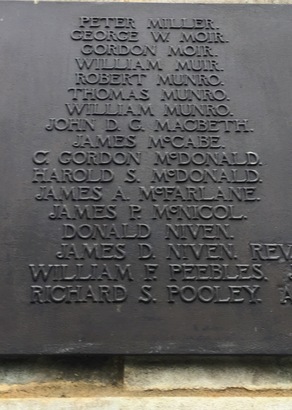 PETER MILLER.
GEORGE W. MOIR.
GORDON MOIR.
WILLIAM MUIR.
ROBERT MUNRO.
THOMAS MUNRO.
WILLIAM MUNRO.
JOHN D. G. MACBETH.
JAMES McCABE.
C. GORDON McDONALD.
HAROLD S. McDONALD.
JAMES A. McFARLANE.
JAMES P. McNICOL.
DONALD NIVEN.
JAMES D. NIVEN. REV
WILLIAM F. PEEBLES.
RICHARD S. POOLEY. A